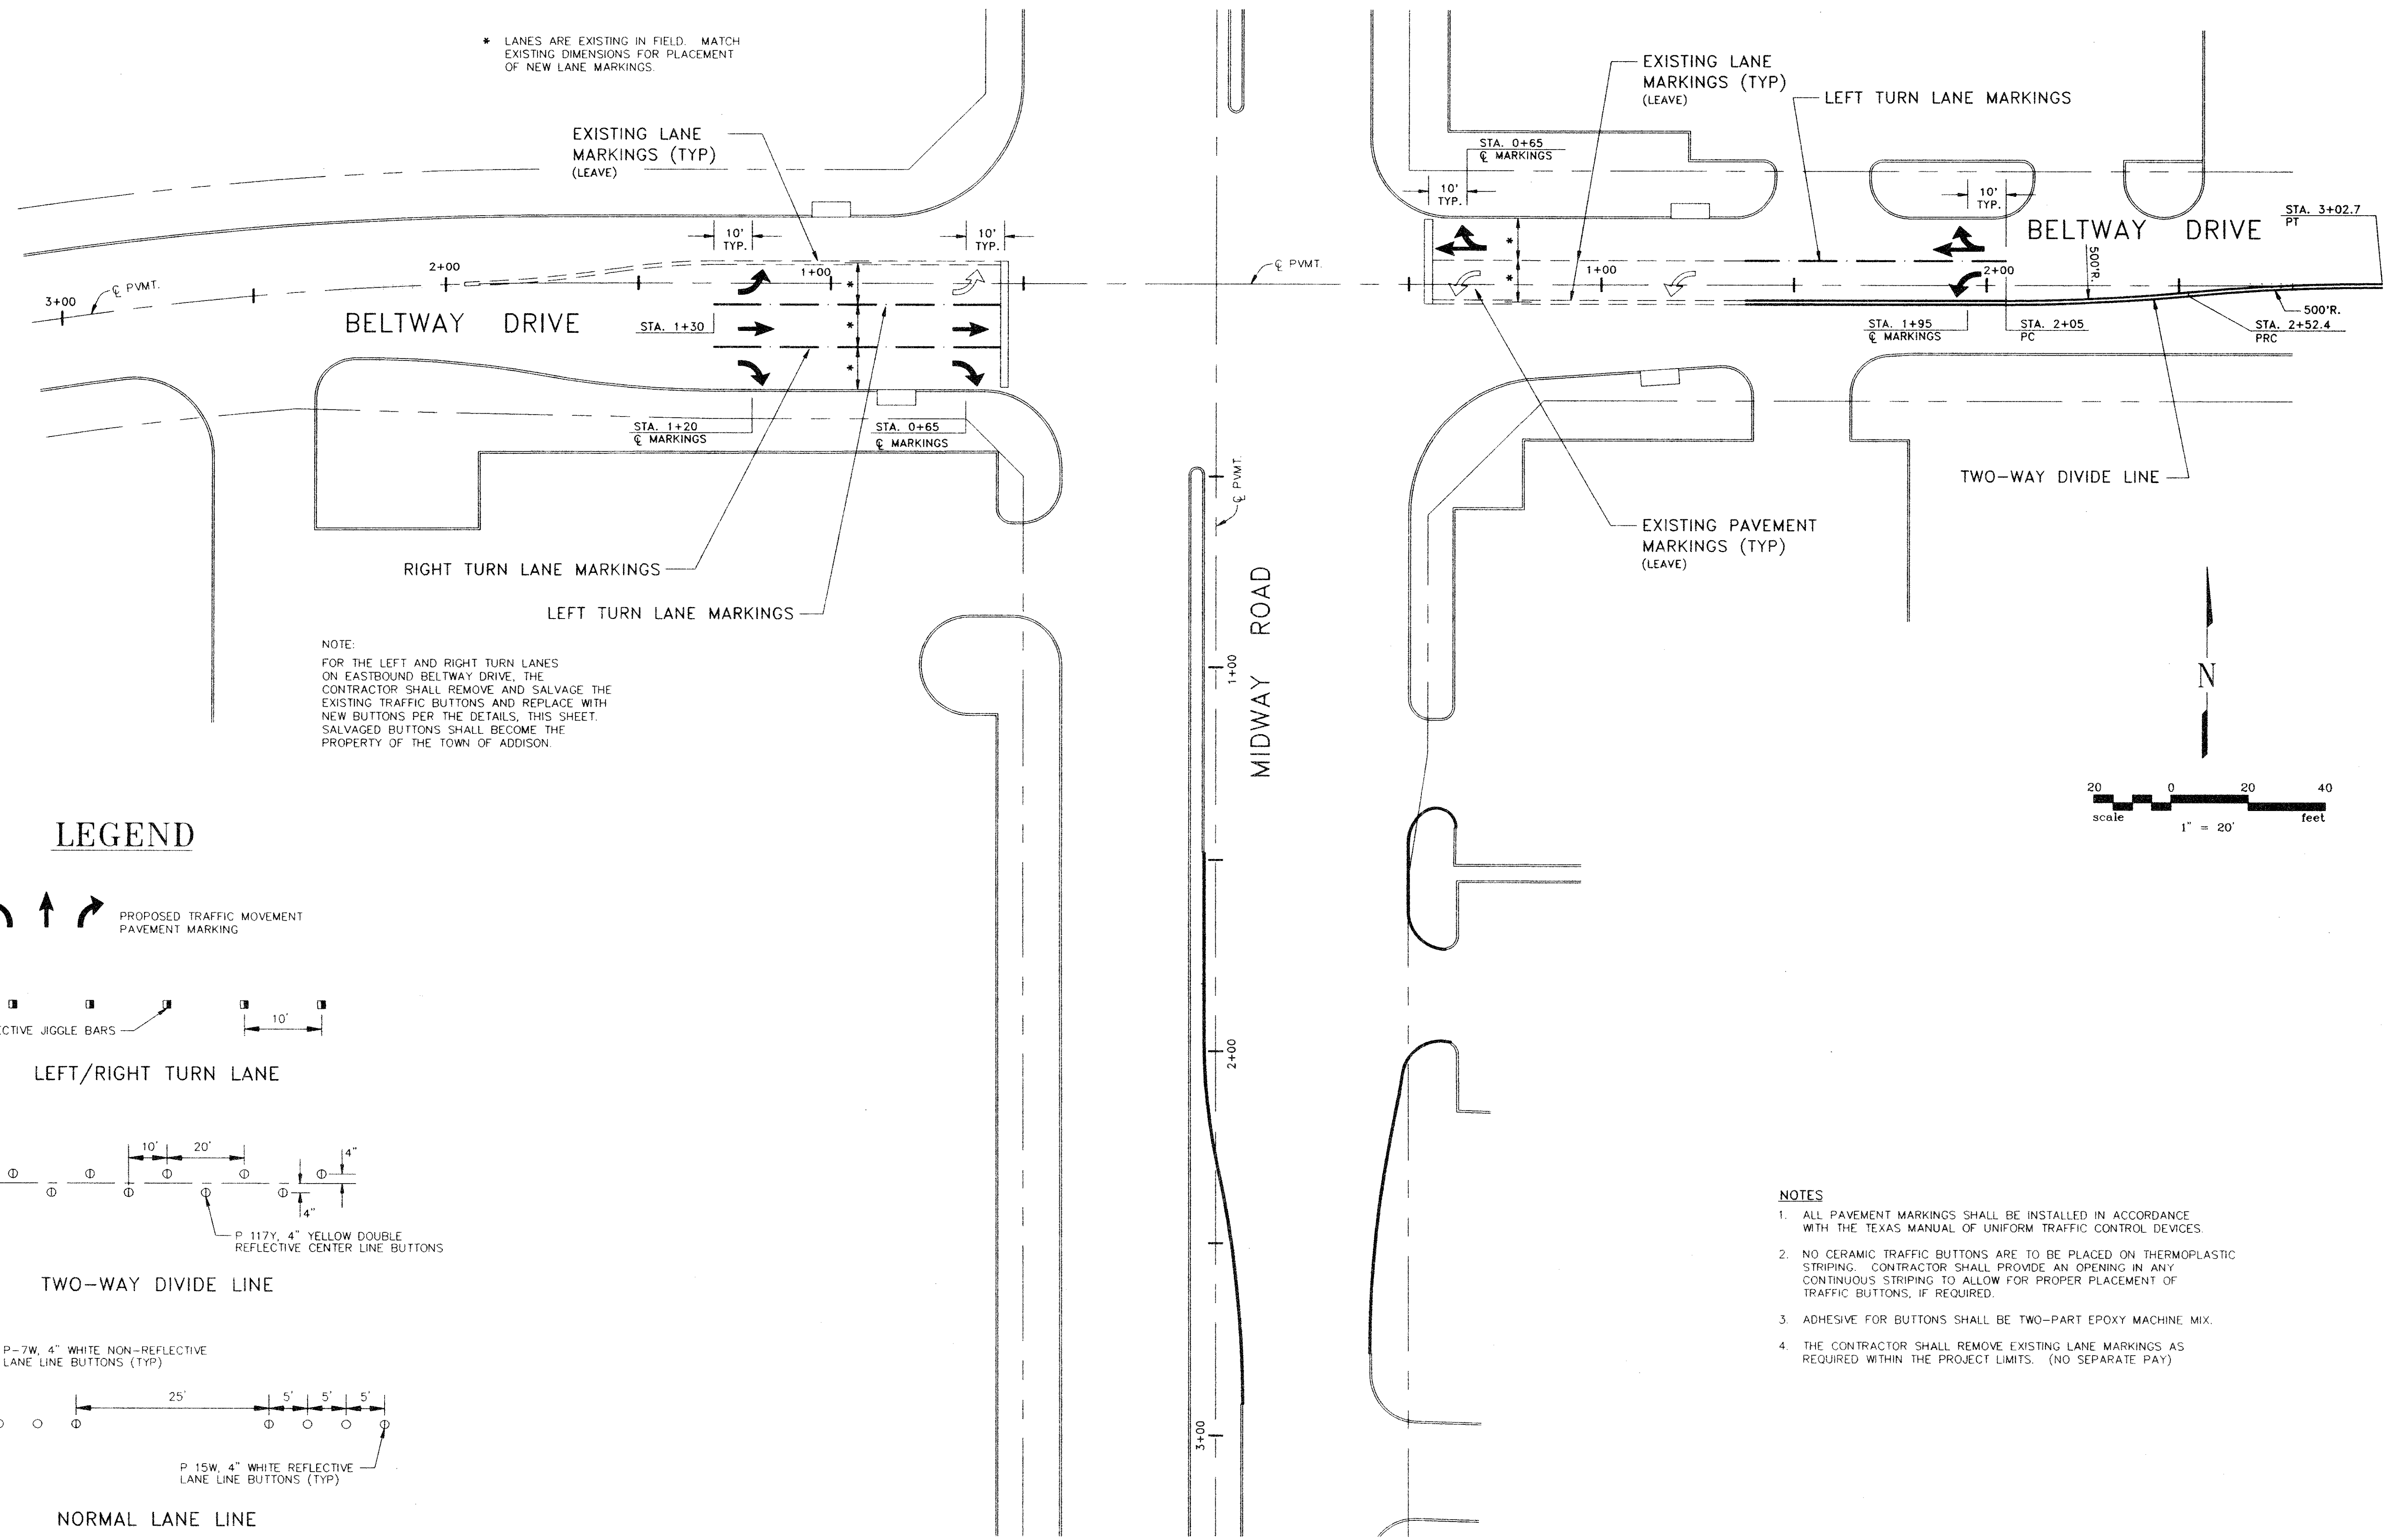 * LANES ARE EXISTING IN FIELD. MATCH
EXISTING DIMENSIONS FOR PLACEMENT
OF NEW LANE MARKINGS.
EXISTING LANE
MARKINGS (TYP)
(LEAVE)
10'
TYP.
10'
TYP.
3+00
℄ PVMT.
2+00
1+00
*
*
*
BELTWAY DRIVE
STA. 1+30
STA. 1+20
℄ MARKINGS
STA. 0+65
℄ MARKINGS
RIGHT TURN LANE MARKINGS
LEFT TURN LANE MARKINGS
NOTE:
FOR THE LEFT AND RIGHT TURN LANES
ON EASTBOUND BELTWAY DRIVE, THE
CONTRACTOR SHALL REMOVE AND SALVAGE THE
EXISTING TRAFFIC BUTTONS AND REPLACE WITH
NEW BUTTONS PER THE DETAILS, THIS SHEET.
SALVAGED BUTTONS SHALL BECOME THE
PROPERTY OF THE TOWN OF ADDISON.
℄ PVMT.
℄ PVMT.
MIDWAY ROAD
1+00
2+00
3+00
EXISTING LANE
MARKINGS (TYP)
(LEAVE)
LEFT TURN LANE MARKINGS
STA. 0+65
℄ MARKINGS
10'
TYP.
10'
TYP.
*
*
1+00
2+00
BELTWAY DRIVE
STA. 3+02.7
PT
500'R.
500'R.
STA. 1+95
℄ MARKINGS
STA. 2+05
PC
STA. 2+52.4
PRC
TWO-WAY DIVIDE LINE
EXISTING PAVEMENT
MARKINGS (TYP)
(LEAVE)
N
20 0 20 40
scale feet
1" = 20'
LEGEND
PROPOSED TRAFFIC MOVEMENT
PAVEMENT MARKING
JIGGLE BARS
10'
LEFT/RIGHT TURN LANE
10' 20' 4"
4"
P 117Y, 4" YELLOW DOUBLE
REFLECTIVE CENTER LINE BUTTONS
TWO-WAY DIVIDE LINE
P-7W, 4" WHITE NON-REFLECTIVE
LANE LINE BUTTONS (TYP)
25' 5' 5' 5'
P 15W, 4" WHITE REFLECTIVE
LANE LINE BUTTONS (TYP)
NORMAL LANE LINE
NOTES
1. ALL PAVEMENT MARKINGS SHALL BE INSTALLED IN ACCORDANCE
WITH THE TEXAS MANUAL OF UNIFORM TRAFFIC CONTROL DEVICES.
2. NO CERAMIC TRAFFIC BUTTONS ARE TO BE PLACED ON THERMOPLASTIC
STRIPING. CONTRACTOR SHALL PROVIDE AN OPENING IN ANY
CONTINUOUS STRIPING TO ALLOW FOR PROPER PLACEMENT OF
TRAFFIC BUTTONS, IF REQUIRED.
3. ADHESIVE FOR BUTTONS SHALL BE TWO-PART EPOXY MACHINE MIX.
4. THE CONTRACTOR SHALL REMOVE EXISTING LANE MARKINGS AS
REQUIRED WITHIN THE PROJECT LIMITS. (NO SEPARATE PAY)